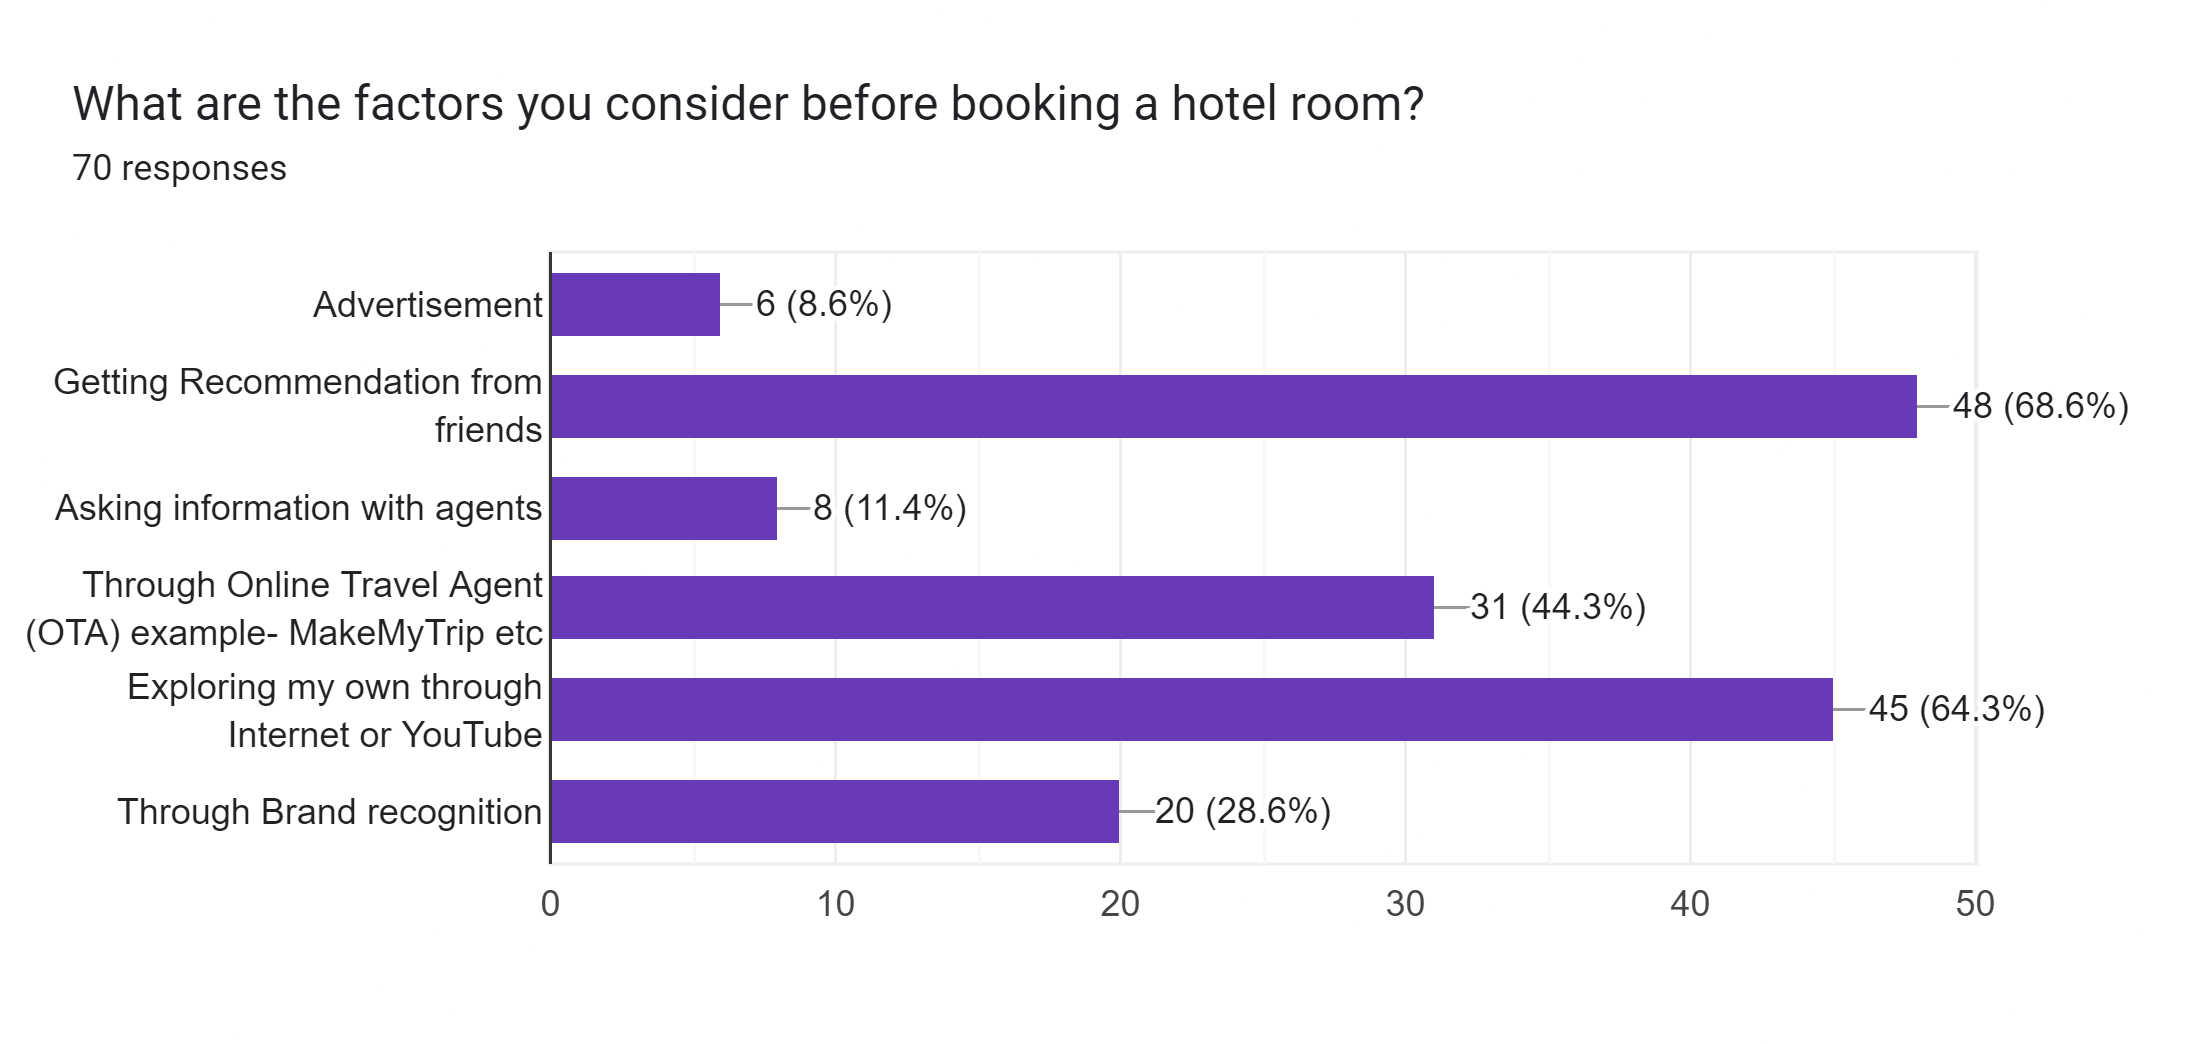 What are the factors you consider before booking a hotel room?
70 responses
Advertisement
6 (8.6%)
Getting Recommendation from
friends
48 (68.6%)
Asking information with agents
8 (11.4%)
Through Online Travel Agent
(OTA) example- MakeMyTrip etc
31 (44.3%)
Exploring my own through
Internet or YouTube
45 (64.3%)
Through Brand recognition
20 (28.6%)
0 10 20 30 40 50